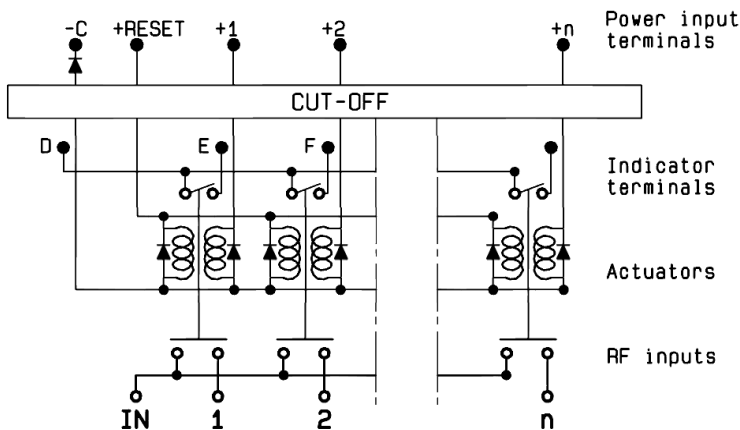 -C +RESET +1 +2 +n
Power input
terminals
CUT-OFF
D E F
Indicator
terminals
Actuators
RF inputs
IN 1 2 n